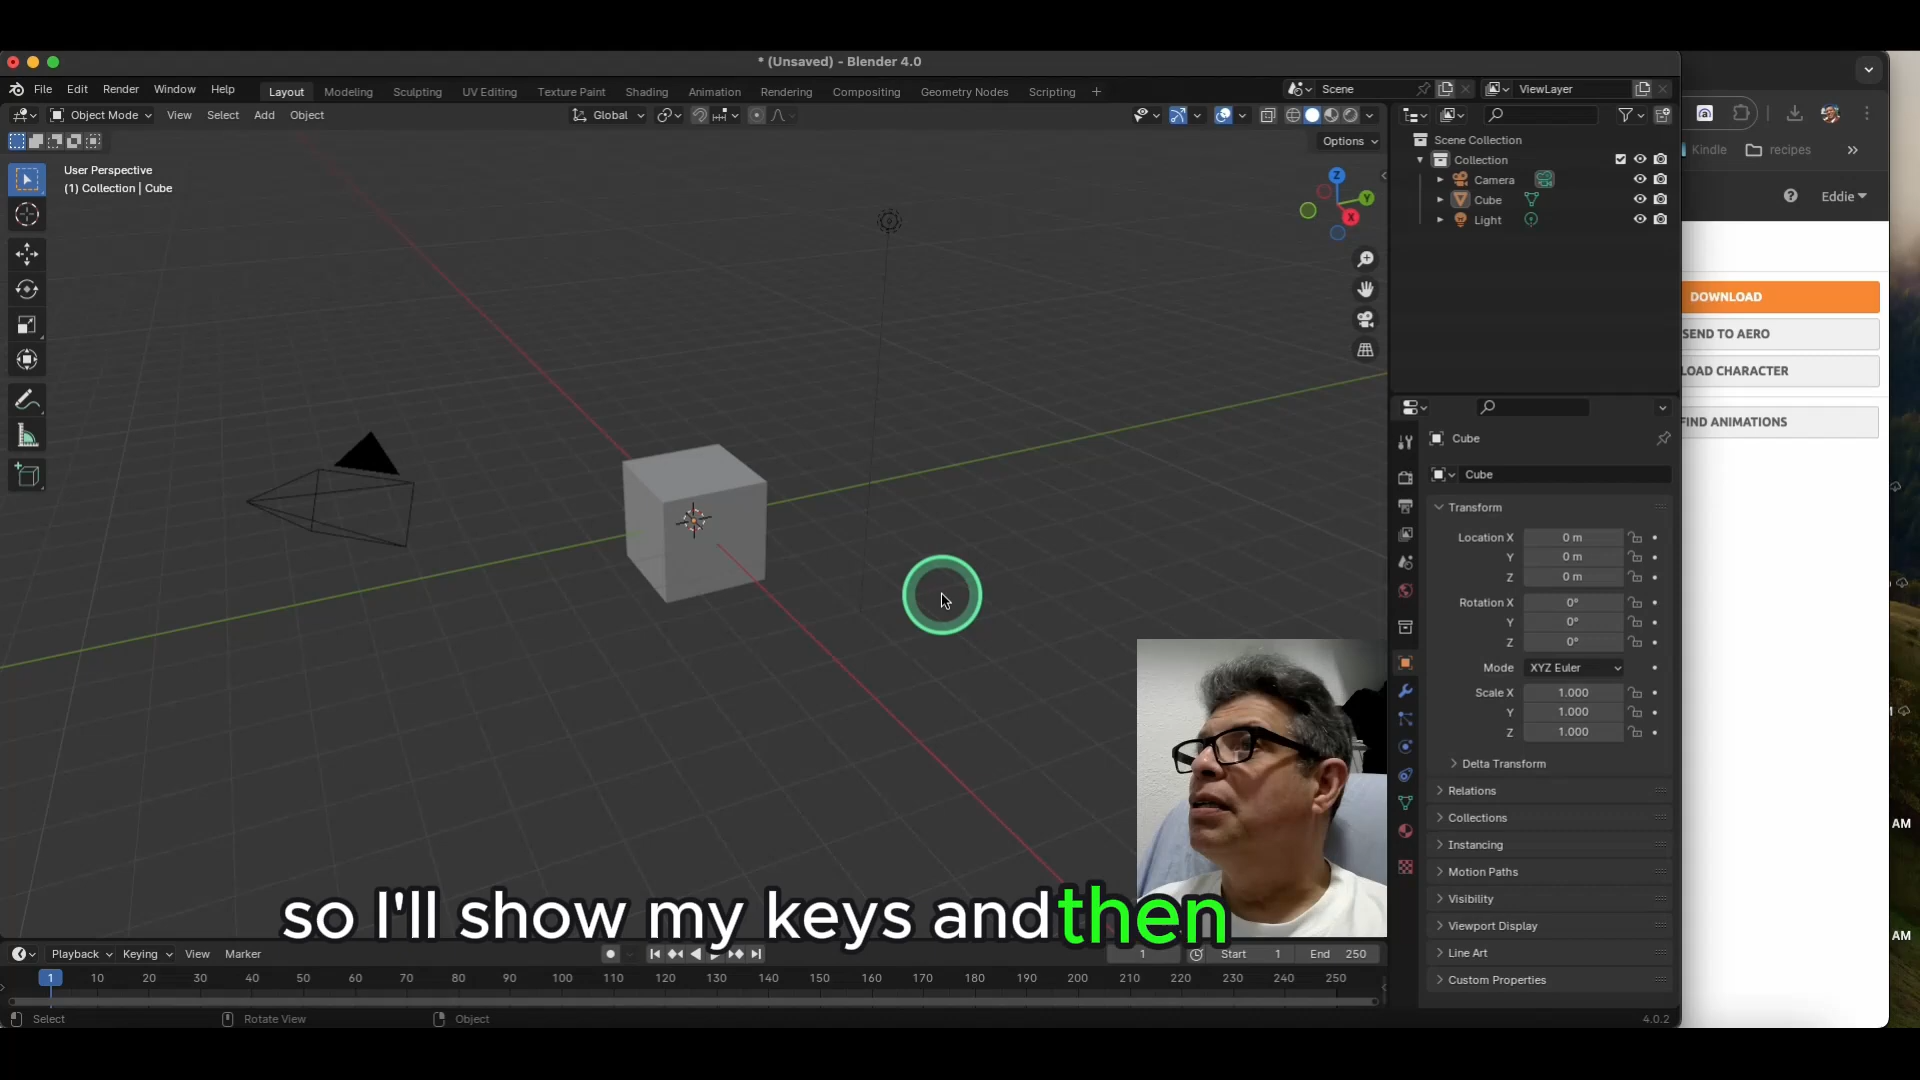 * (Unsaved) - Blender 4.0
File Edit Render Window Help
Layout Modeling Sculpting UV Editing Texture Paint Shading Animation Rendering Compositing Geometry Nodes Scripting +
Scene
ViewLayer
Object Mode View Select Add Object
Global
Options
User Perspective
(1) Collection | Cube
Z
Y
X
Scene Collection
Collection
Camera
Cube
Light
Kindle recipes
Eddie
DOWNLOAD
SEND TO AERO
LOAD CHARACTER
FIND ANIMATIONS
Cube
Cube
Transform
Location X 0 m
Y 0 m
Z 0 m
Rotation X 0°
Y 0°
Z 0°
Mode XYZ Euler
Scale X 1.000
Y 1.000
Z 1.000
Delta Transform
Relations
Collections
Instancing
Motion Paths
Visibility
Viewport Display
Line Art
Custom Properties
AM
AM
so I'll show my keys and then
Playback Keying View Marker
1 Start 1 End 250
1 10 20 30 40 50 60 70 80 90 100 110 120 130 140 150 160 170 180 190 200 210 220 230 240 250
Select Rotate View Object
4.0.2